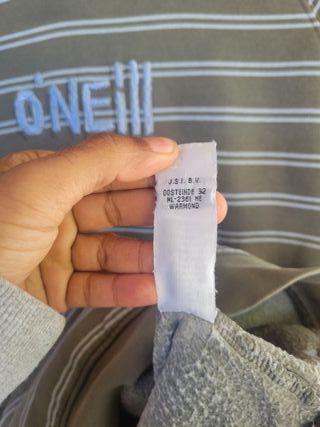 O'NEILL
J.S.I. B.V.
OOSTEINDE 32
NL-2361 HE
WARMOND